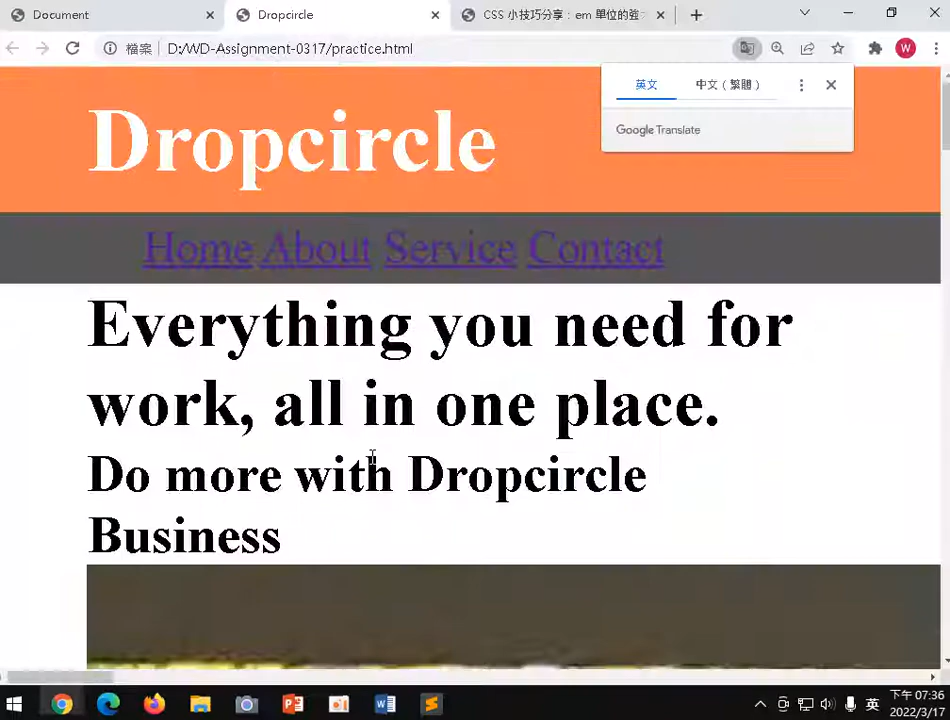 Document
Dropcircle
CSS 小技巧分享：em 單位的強
檔案 D:/WD-Assignment-0317/practice.html
W
英文
中文（繁體）
Google Translate
Dropcircle
Home About Service Contact
Everything you need for
work, all in one place.
Do more with Dropcircle
Business
英
下午 07:36
2022/3/17